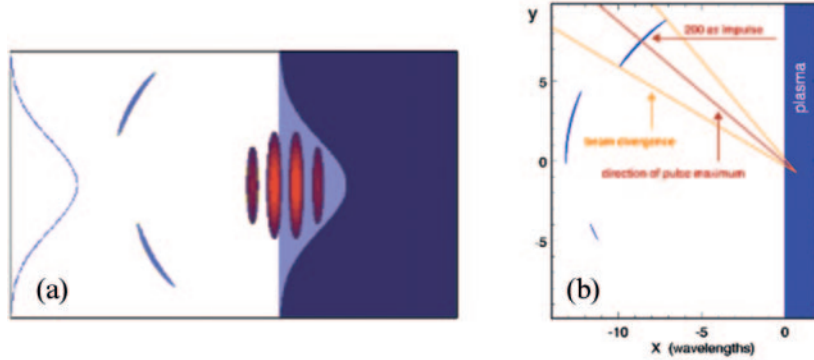 (a)
y
5
0
-5
-10
-5
0
X (wavelengths)
200 as impulse
beam divergence
direction of pulse maximum
plasma
(b)